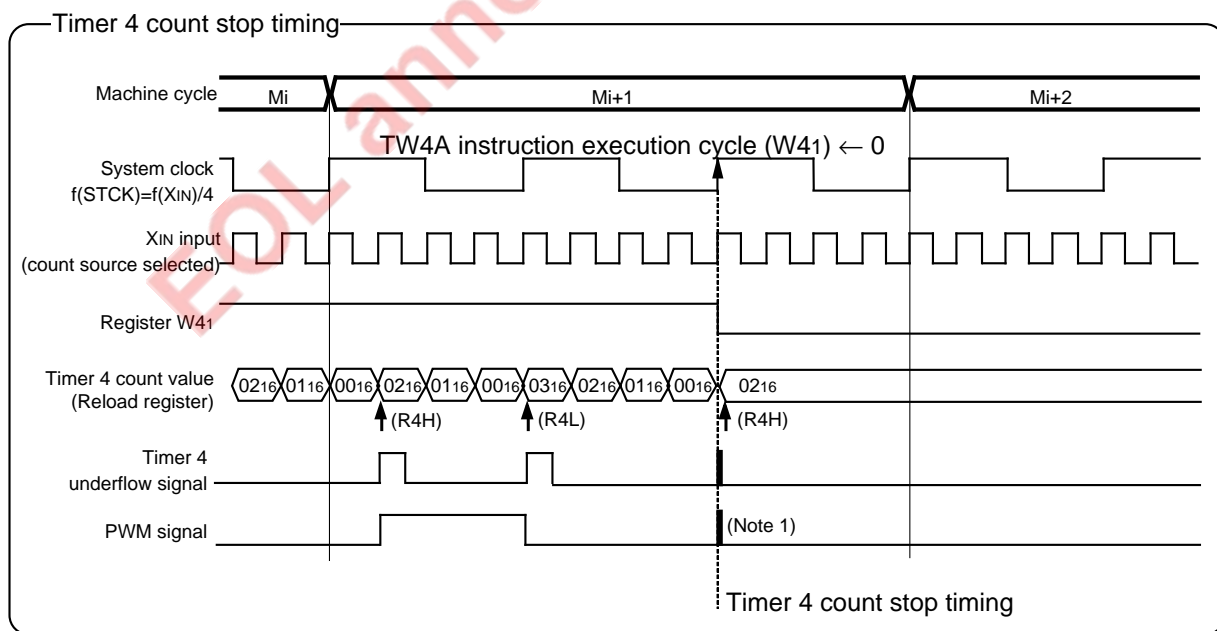 Timer 4 count stop timing
EOL anno
Machine cycle Mi Mi+1 Mi+2
TW4A instruction execution cycle (W41) ← 0
System clock
f(STCK)=f(XIN)/4
XIN input
(count source selected)
Register W41
Timer 4 count value
(Reload register)
0216 0116 0016 0216 0116 0016 0316 0216 0116 0016 0216
(R4H) (R4L) (R4H)
Timer 4
underflow signal
PWM signal
(Note 1)
Timer 4 count stop timing